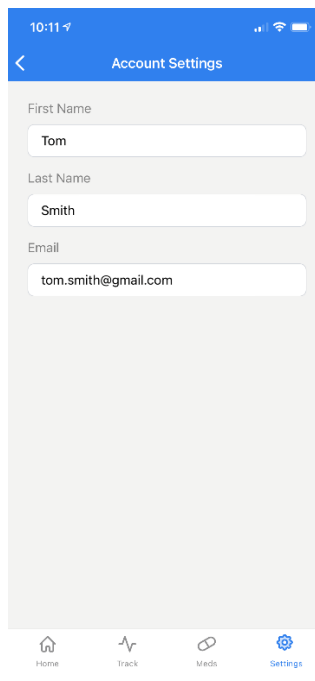 10:11
Account Settings
First Name
Tom
Last Name
Smith
Email
tom.smith@gmail.com
Home Track Meds Settings